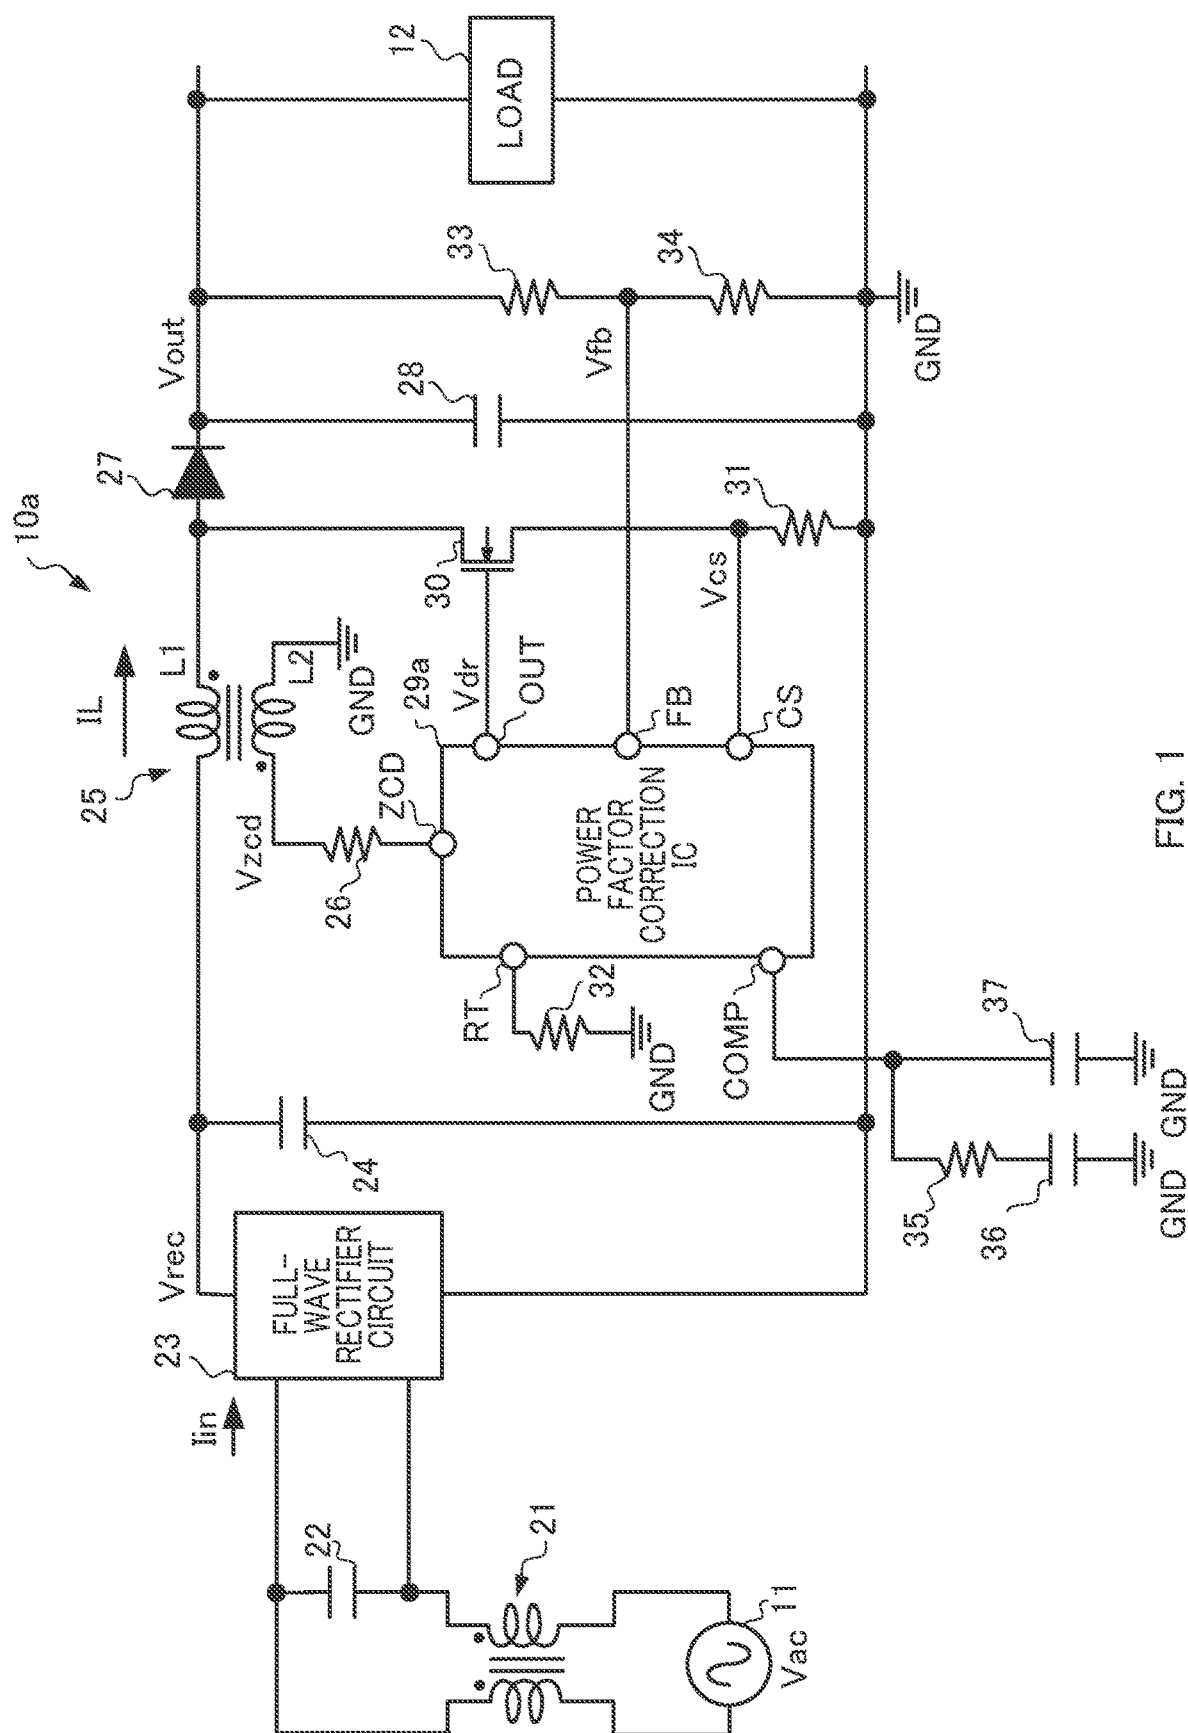 10a
IL
25
L1
27
Vout
12
LOAD
33
34
28
Vfb
GND
Vrec
23
FULL-
WAVE
RECTIFIER
CIRCUIT
Iin
22
21
11
Vac
24
Vzcd
26
L2
GND
ZCD
29a
Vdr
30
OUT
FB
CS
Vcs
31
POWER
FACTOR
CORRECTION
IC
RT
32
GND
COMP
35
36
37
GND
GND
FIG. 1